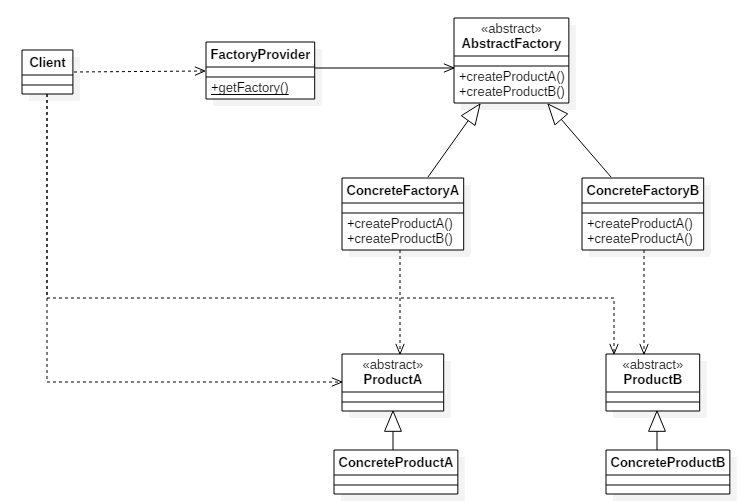 «abstract»
AbstractFactory
+createProductA()
+createProductB()
FactoryProvider
+getFactory()
Client
ConcreteFactoryA
+createProductA()
+createProductB()
ConcreteFactoryB
+createProductA()
+createProductA()
«abstract»
ProductA
«abstract»
ProductB
ConcreteProductA
ConcreteProductB